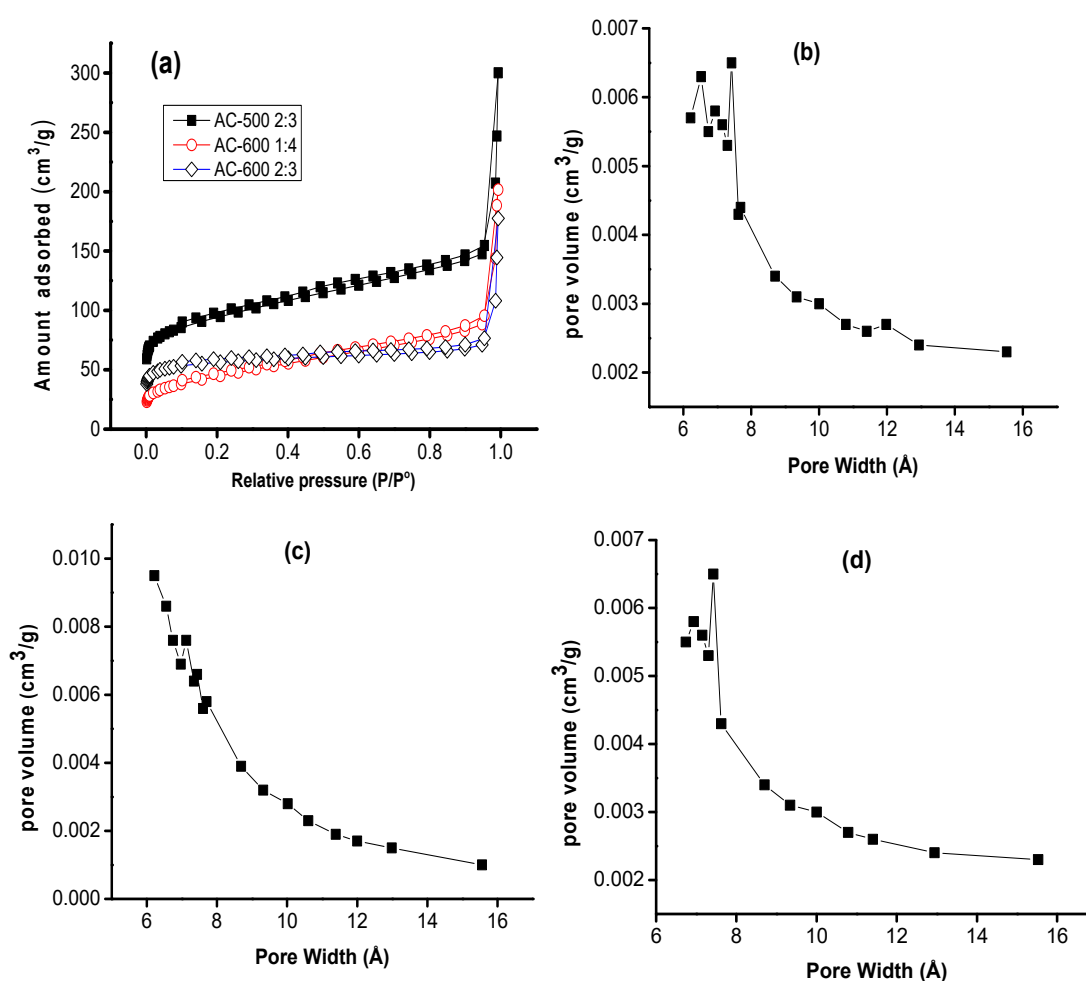 (a)
300
250
200
150
100
50
0
Amount adsorbed (cm³/g)
AC-500 2:3
AC-600 1:4
AC-600 2:3
0.0 0.2 0.4 0.6 0.8 1.0
Relative pressure (P/Pº)
(b)
0.007
0.006
0.005
0.004
0.003
0.002
pore volume (cm³/g)
6 8 10 12 14 16
Pore Width (Å)
(c)
0.010
0.008
0.006
0.004
0.002
0.000
pore volume (cm³/g)
6 8 10 12 14 16
Pore Width (Å)
(d)
0.007
0.006
0.005
0.004
0.003
0.002
pore volume (cm³/g)
6 8 10 12 14 16
Pore Width (Å)